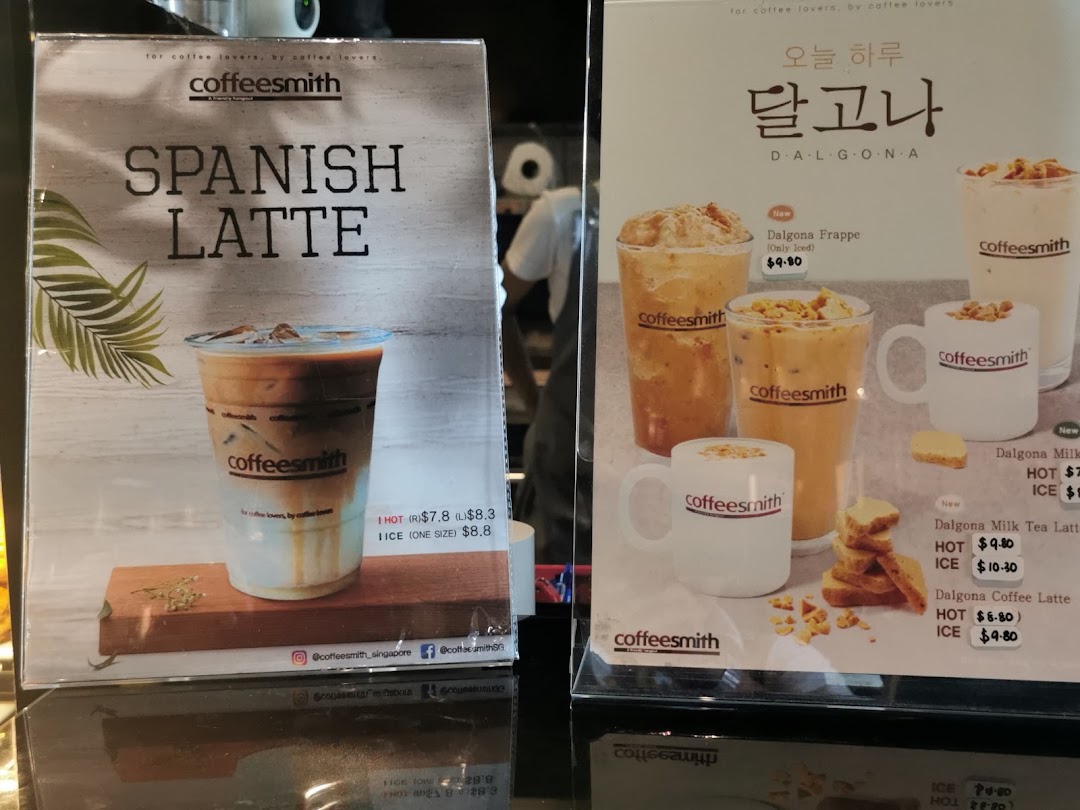 for coffee lovers, by coffee lovers.
coffeesmith
A friendly hangout
SPANISH
LATTE
coffeesmith
for coffee lovers, by coffee lovers
HOT (R)$7.8 (L)$8.3
ICE (ONE SIZE) $8.8
@coffeesmith_singapore @coffeesmithSG
for coffee lovers, by coffee lovers
오늘 하루
달고나
D·A·L·G·O·N·A
New
Dalgona Frappe
(Only Iced)
$9.80
coffeesmith
coffeesmith
coffeesmith
coffeesmith
coffeesmith
New
Dalgona Milk
HOT
ICE
New
Dalgona Milk Tea Latt
HOT $9.80
ICE $10.30
Dalgona Coffee Latte
HOT $8.80
ICE $9.80
coffeesmith